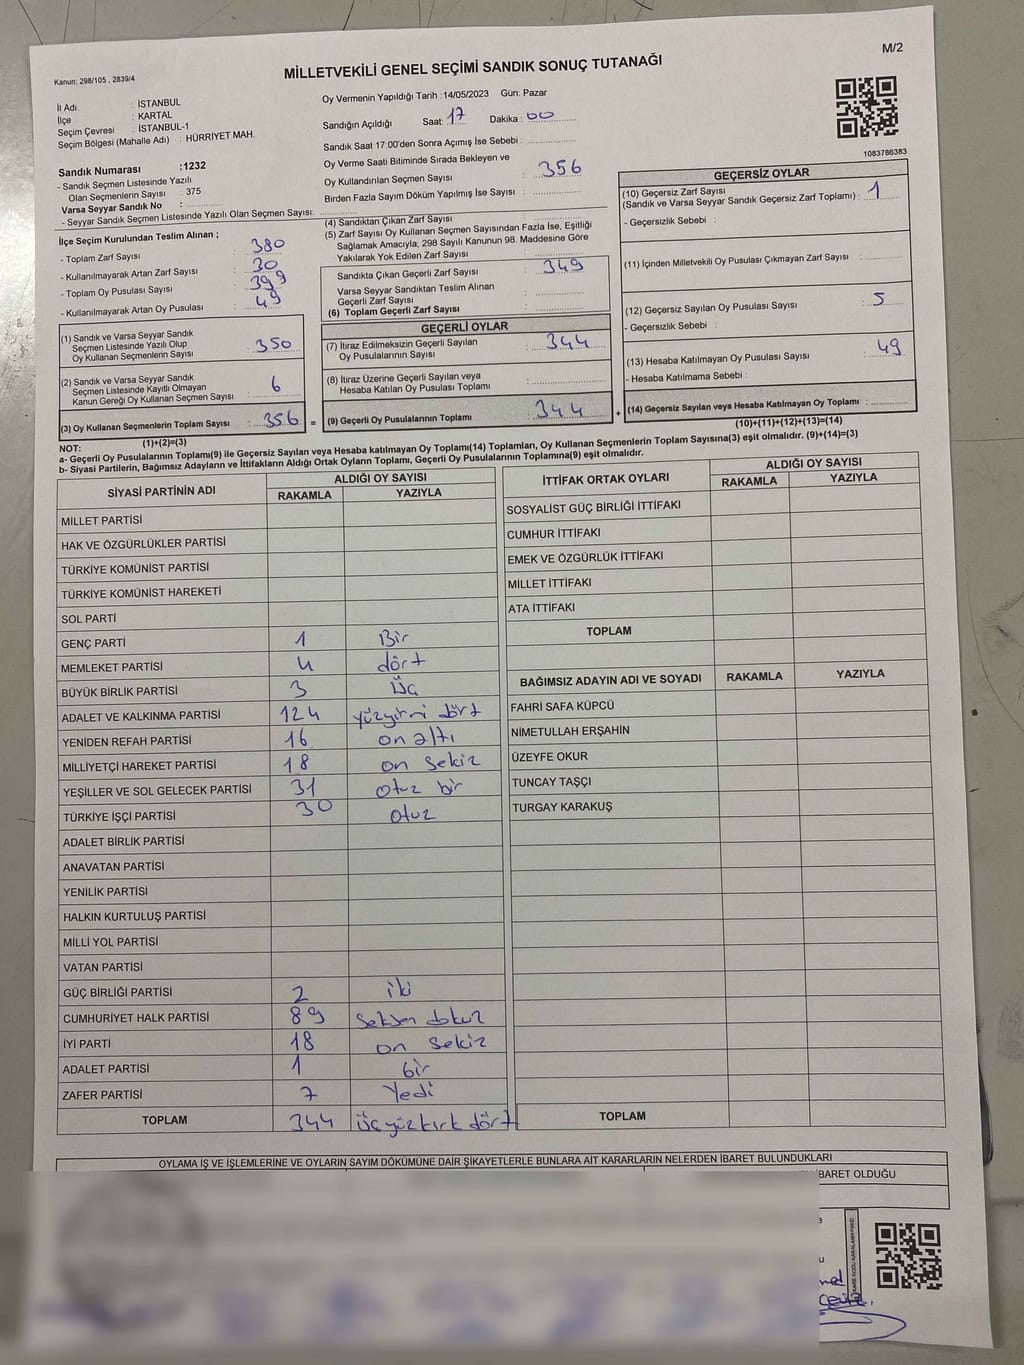 M/2
Kanun: 298/105 , 2839/4
MİLLETVEKİLİ GENEL SEÇİMİ SANDIK SONUÇ TUTANAĞI
İl Adı : İSTANBUL
İlçe : KARTAL
Seçim Çevresi : İSTANBUL-1
Seçim Bölgesi (Mahalle Adı) : HÜRRİYET MAH.
Sandık Numarası :1232
- Sandık Seçmen Listesinde Yazılı
Olan Seçmenlerin Sayısı : 375
Varsa Seyyar Sandık No :
- Seyyar Sandık Seçmen Listesinde Yazılı Olan Seçmen Sayısı:
Oy Vermenin Yapıldığı Tarih :14/05/2023 Gün: Pazar
Sandığın Açıldığı Saat: 17 Dakika : 00
Sandık Saat 17:00'den Sonra Açımış İse Sebebi :
Oy Verme Saati Bitiminde Sırada Bekleyen ve
Oy Kullandırılan Seçmen Sayısı : 356
Birden Fazla Sayım Döküm Yapılmış İse Sayısı :
1083786383
İlçe Seçim Kurulundan Teslim Alınan ;
- Toplam Zarf Sayısı : 380
- Kullanılmayarak Artan Zarf Sayısı : 30
- Toplam Oy Pusulası Sayısı : 399
- Kullanılmayarak Artan Oy Pusulası : 49
(1) Sandık ve Varsa Seyyar Sandık
Seçmen Listesinde Yazılı Olup
Oy Kullanan Seçmenlerin Sayısı : 350
(2) Sandık ve Varsa Seyyar Sandık
Seçmen Listesinde Kayıtlı Olmayan
Kanun Gereği Oy Kullanan Seçmen Sayısı : 6
(3) Oy Kullanan Seçmenlerin Toplam Sayısı : 356 =
(1)+(2)=(3)
(4) Sandıktan Çıkan Zarf Sayısı :
(5) Zarf Sayısı Oy Kullanan Seçmen Sayısından Fazla İse, Eşitliği
Sağlamak Amacıyla, 298 Sayılı Kanunun 98. Maddesine Göre
Yakılarak Yok Edilen Zarf Sayısı :
Sandıkta Çıkan Geçerli Zarf Sayısı : 349
Varsa Seyyar Sandıktan Teslim Alınan
Geçerli Zarf Sayısı :
(6) Toplam Geçerli Zarf Sayısı :
GEÇERLİ OYLAR
(7) İtiraz Edilmeksizin Geçerli Sayılan
Oy Pusulalarının Sayısı : 344
(8) İtiraz Üzerine Geçerli Sayılan veya
Hesaba Katılan Oy Pusulası Toplamı :
(9) Geçerli Oy Pusulalarının Toplamı : 344 +
GEÇERSİZ OYLAR
(10) Geçersiz Zarf Sayısı
(Sandık ve Varsa Seyyar Sandık Geçersiz Zarf Toplamı) : 1
- Geçersizlik Sebebi :
(11) İçinden Milletvekili Oy Pusulası Çıkmayan Zarf Sayısı :
(12) Geçersiz Sayılan Oy Pusulası Sayısı : 5
- Geçersizlik Sebebi :
(13) Hesaba Katılmayan Oy Pusulası Sayısı : 49
- Hesaba Katılmama Sebebi :
(14) Geçersiz Sayılan veya Hesaba Katılmayan Oy Toplamı :
(10)+(11)+(12)+(13)=(14)
NOT:
a- Geçerli Oy Pusulalarının Toplamı(9) ile Geçersiz Sayılan veya Hesaba katılmayan Oy Toplamı(14) Toplamları, Oy Kullanan Seçmenlerin Toplam Sayısına(3) eşit olmalıdır. (9)+(14)=(3)
b- Siyasi Partilerin, Bağımsız Adayların ve İttifakların Aldığı Ortak Oyların Toplamı, Geçerli Oy Pusulalarının Toplamına(9) eşit olmalıdır.
SİYASİ PARTİNİN ADI ALDIĞI OY SAYISI
RAKAMLA YAZIYLA
MİLLET PARTİSİ
HAK VE ÖZGÜRLÜKLER PARTİSİ
TÜRKİYE KOMÜNİST PARTİSİ
TÜRKİYE KOMÜNİST HAREKETİ
SOL PARTİ
GENÇ PARTİ 1 Bir
MEMLEKET PARTİSİ 4 dört
BÜYÜK BİRLİK PARTİSİ 3 Üç
ADALET VE KALKINMA PARTİSİ 124 yüzyirmi dört
YENİDEN REFAH PARTİSİ 16 on altı
MİLLİYETÇİ HAREKET PARTİSİ 18 on sekiz
YEŞİLLER VE SOL GELECEK PARTİSİ 31 otuz bir
TÜRKİYE İŞÇİ PARTİSİ 30 otuz
ADALET BİRLİK PARTİSİ
ANAVATAN PARTİSİ
YENİLİK PARTİSİ
HALKIN KURTULUŞ PARTİSİ
MİLLİ YOL PARTİSİ
VATAN PARTİSİ
GÜÇ BİRLİĞİ PARTİSİ 2 iki
CUMHURİYET HALK PARTİSİ 89 seksen dokuz
İYİ PARTİ 18 on sekiz
ADALET PARTİSİ 1 bir
ZAFER PARTİSİ 7 Yedi
TOPLAM 344 üçyüzkırk dört
İTTİFAK ORTAK OYLARI ALDIĞI OY SAYISI
RAKAMLA YAZIYLA
SOSYALİST GÜÇ BİRLİĞİ İTTİFAKI
CUMHUR İTTİFAKI
EMEK VE ÖZGÜRLÜK İTTİFAKI
MİLLET İTTİFAKI
ATA İTTİFAKI
TOPLAM
BAĞIMSIZ ADAYIN ADI VE SOYADI RAKAMLA YAZIYLA
FAHRİ SAFA KÜPCÜ
NİMETULLAH ERŞAHİN
ÜZEYFE OKUR
TUNCAY TAŞÇI
TURGAY KARAKUŞ
TOPLAM
OYLAMA İŞ VE İŞLEMLERİNE VE OYLARIN SAYIM DÖKÜMÜNE DAİR ŞİKAYETLERLE BUNLARA AİT KARARLARIN NELERDEN İBARET BULUNDUKLARI
İBARET OLDUĞU